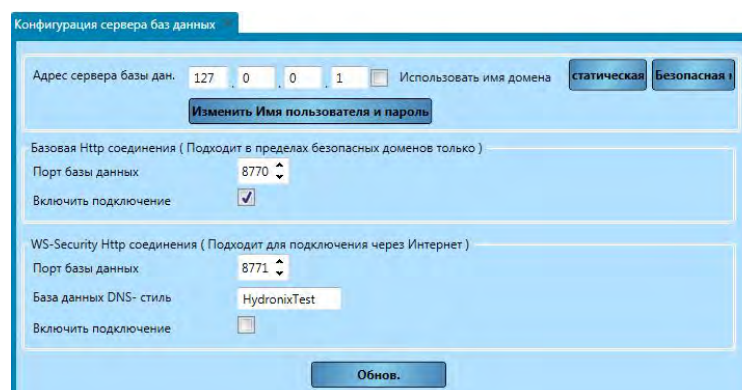 Конфигурация сервера баз данных
Адрес сервера базы дан. 127 . 0 . 0 . 1 Использовать имя домена статическая Безопасная
Изменить Имя пользователя и пароль
Базовая Http соединения ( Подходит в пределах безопасных доменов только )
Порт базы данных 8770
Включить подключение
WS-Security Http соединения ( Подходит для подключения через Интернет )
Порт базы данных 8771
База данных DNS- стиль HydronixTest
Включить подключение
Обнов.